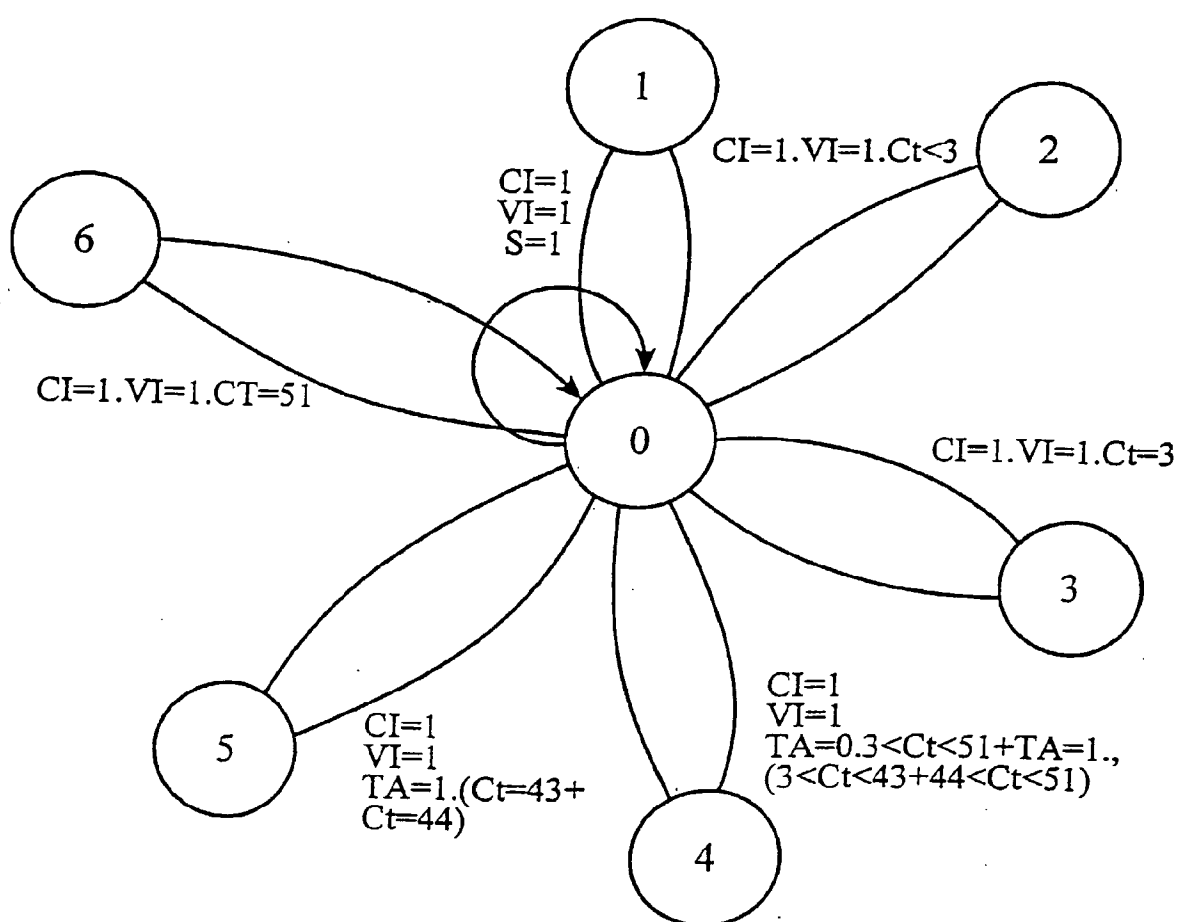 1
CI=1.VI=1.Ct<3
2
CI=1
VI=1
S=1
6
CI=1.VI=1.CT=51
0
CI=1.VI=1.Ct=3
3
CI=1
VI=1
TA=0.3<Ct<51+TA=1.,
(3<Ct<43+44<Ct<51)
5
CI=1
VI=1
TA=1.(Ct=43+
Ct=44)
4